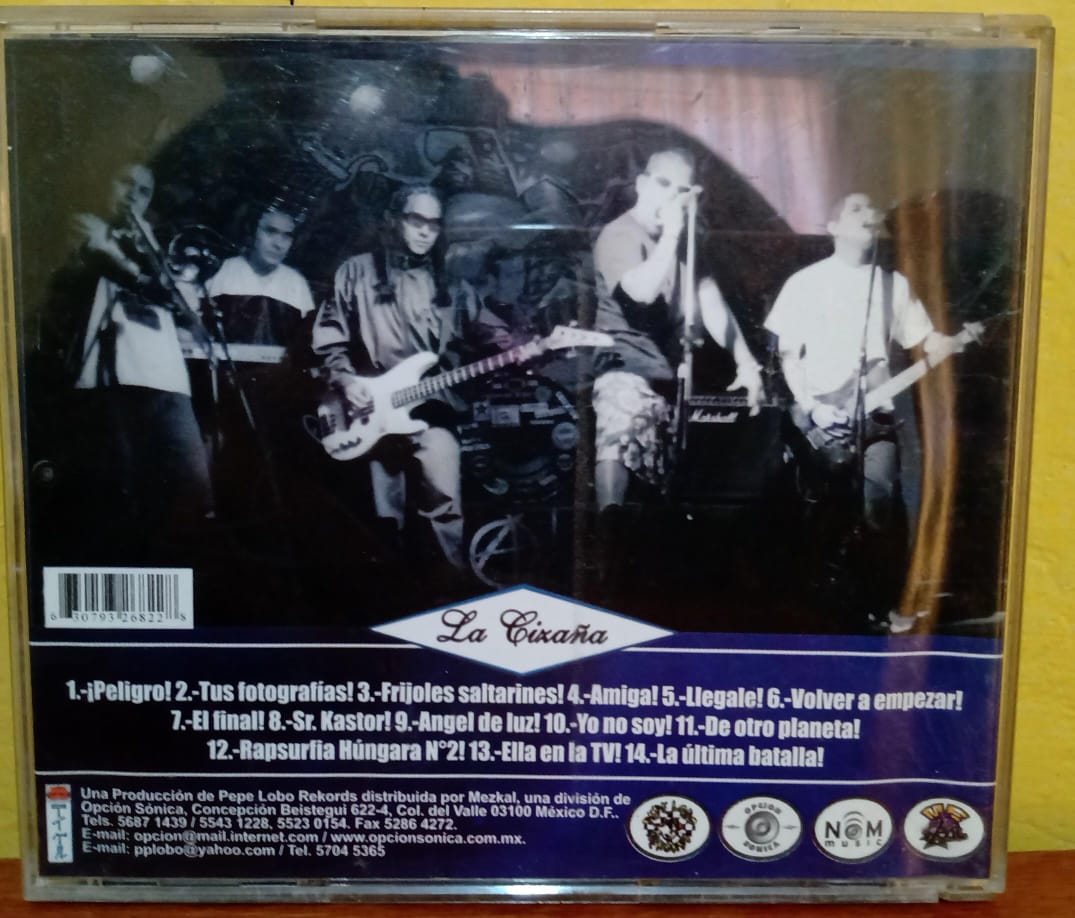 Marshall
6 30793 26822 8
La Cizaña
1.-¡Peligro! 2.-Tus fotografías! 3.-Frijoles saltarines! 4.-Amiga! 5.-Llegale! 6.-Volver a empezar!
7.-El final! 8.-Sr. Kastor! 9.-Angel de luz! 10.-Yo no soy! 11.-De otro planeta!
12.-Rapsurfia Húngara N°2! 13.-Ella en la TV! 14.-La última batalla!
Una Producción de Pepe Lobo Rekords distribuida por Mezkal, una división de
Opción Sónica, Concepción Beistegui 622-4, Col. del Valle 03100 México D.F..
Tels. 5687 1439 / 5543 1228, 5523 0154. Fax 5286 4272.
E-mail: opcion@mail.internet.com / www.opcionsonica.com.mx.
E-mail: pplobo@yahoo.com / Tel. 5704 5365
OPCION
SONICA
N@M
music